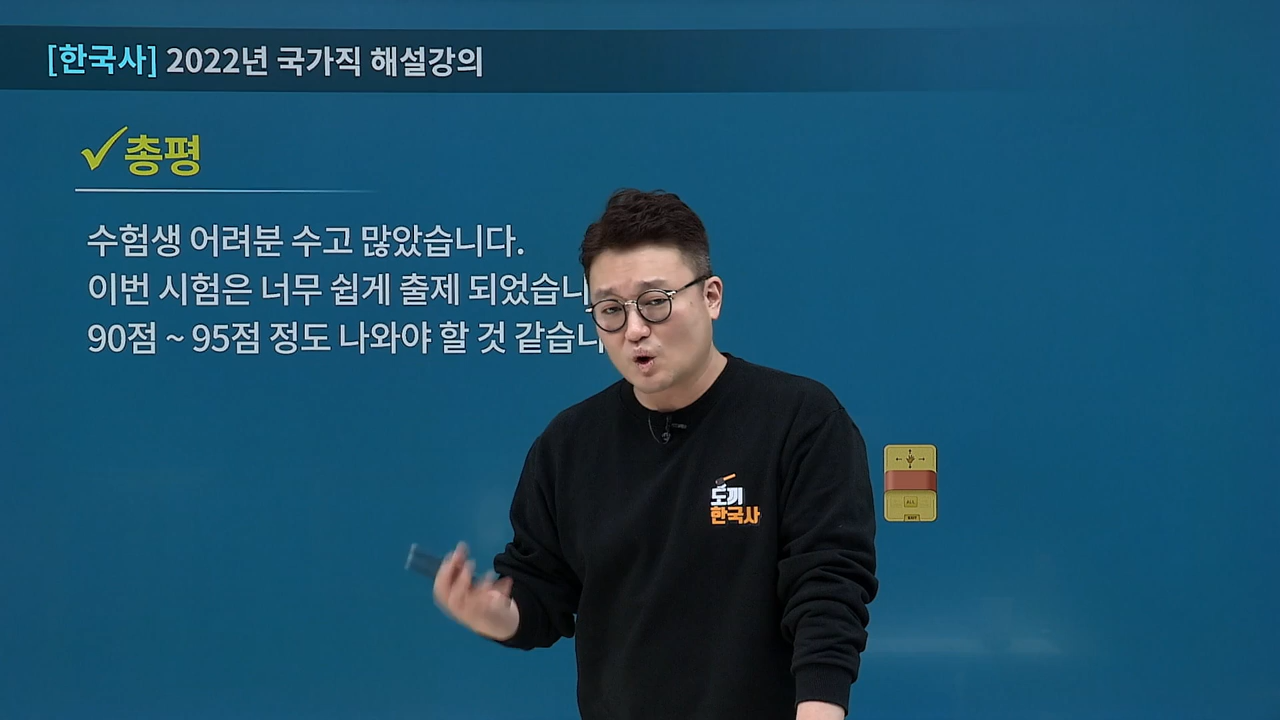 [한국사] 2022년 국가직 해설강의
총평
수험생 어려분 수고 많았습니다.
이번 시험은 너무 쉽게 출제 되었습니
90점 ~ 95점 정도 나와야 할 것 같습니
도끼
한국사
ALL
EXIT